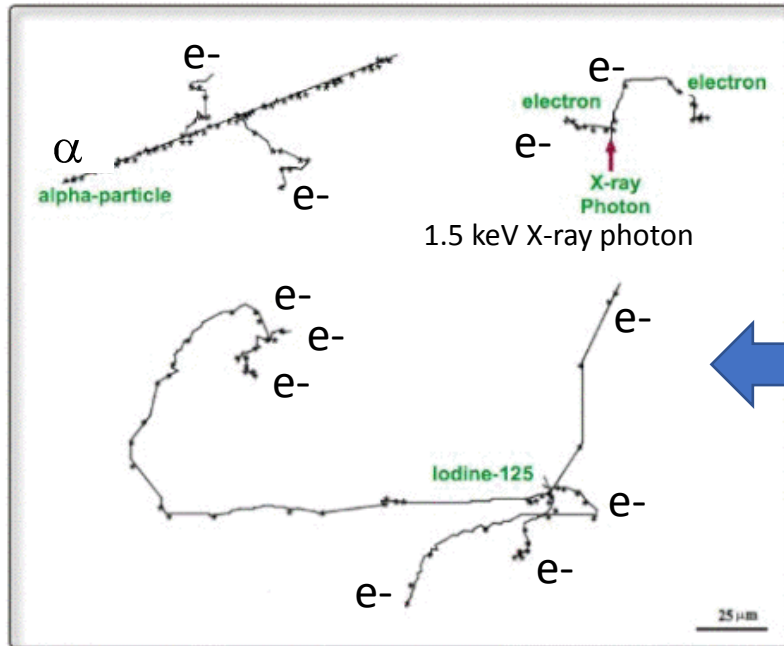 e-
α
alpha-particle
e-
e-
electron
electron
e-
X-ray
Photon
1.5 keV X-ray photon
e-
e-
e-
e-
Iodine-125
e-
e-
e-
25 μm